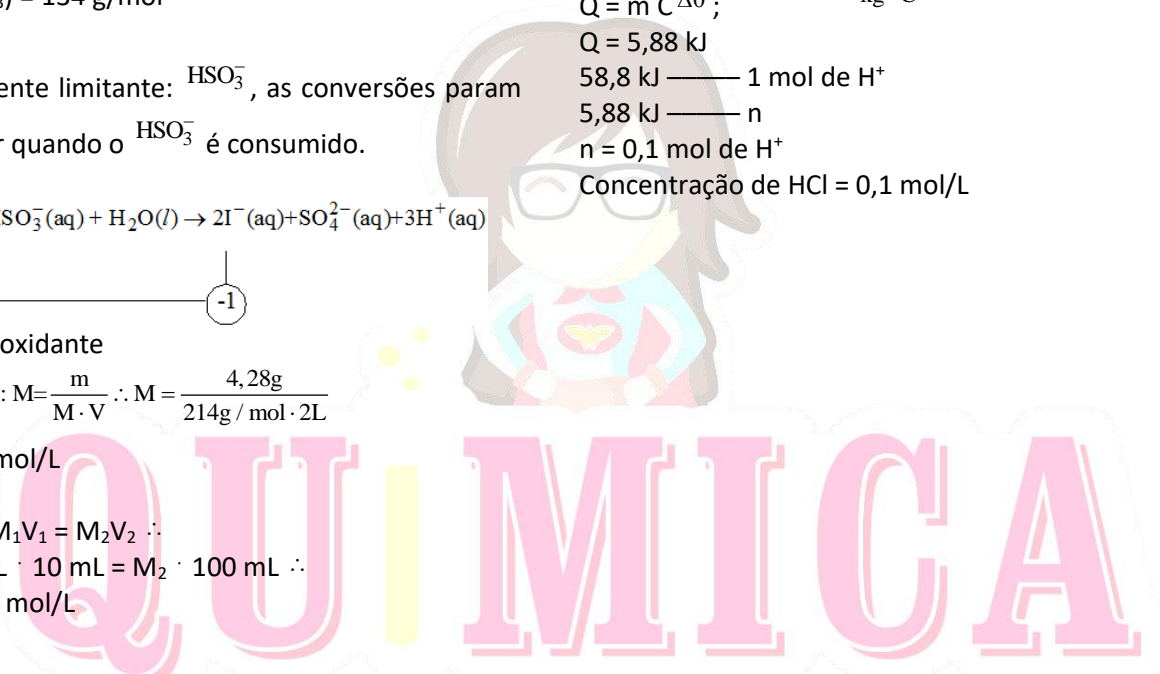 = 154 g/mol
ente limitante: HSO₃⁻, as conversões param
r quando o HSO₃⁻ é consumido.
SO₃⁻(aq) + H₂O(l) → 2I⁻(aq)+SO₄²⁻(aq)+3H⁺(aq)
-1
oxidante
: M= m / M · V ∴ M = 4,28g / 214g / mol · 2L
mol/L
M₁V₁ = M₂V₂ ∴
L · 10 mL = M₂ · 100 mL ∴
mol/L
Q = m C Δθ ;
Q = 5,88 kJ
58,8 kJ ——— 1 mol de H⁺
5,88 kJ ——— n
n = 0,1 mol de H⁺
Concentração de HCl = 0,1 mol/L
QUIMICA